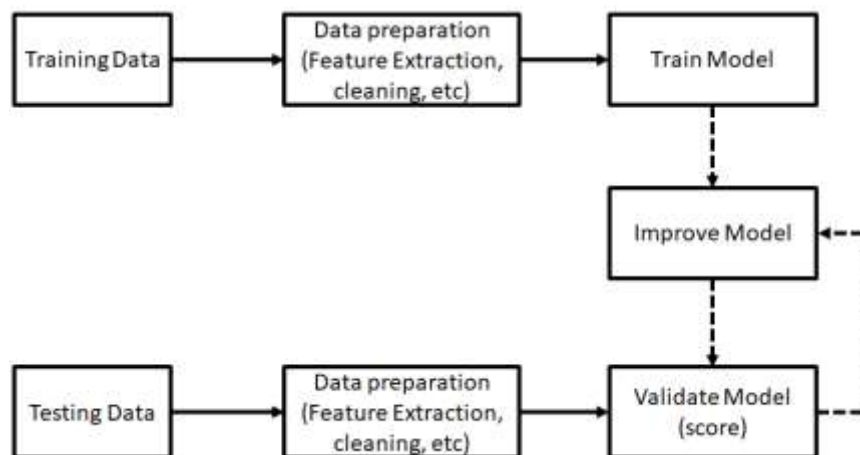 Training Data
Data preparation
(Feature Extraction,
cleaning, etc)
Train Model
Improve Model
Testing Data
Data preparation
(Feature Extraction,
cleaning, etc)
Validate Model
(score)